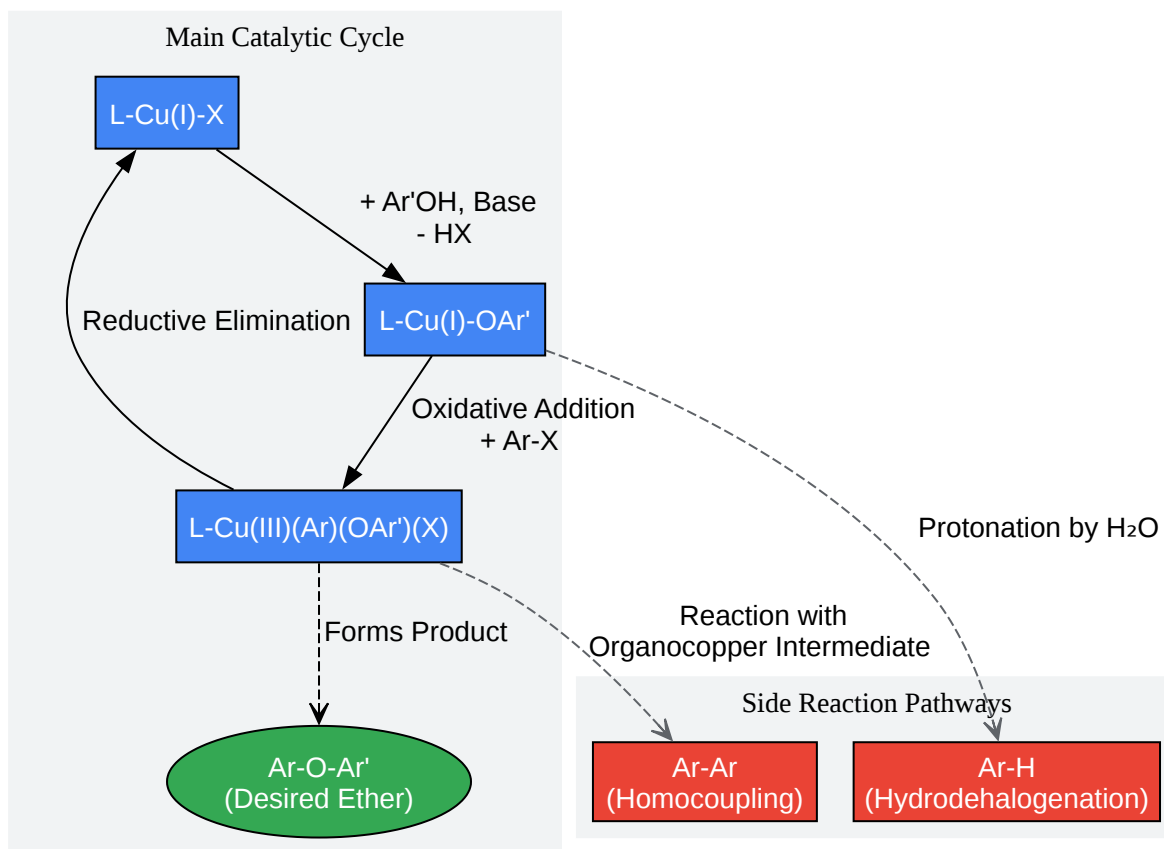 Main Catalytic Cycle
L-Cu(I)-X
+ Ar'OH, Base
- HX
Reductive Elimination
L-Cu(I)-OAr'
Oxidative Addition
+ Ar-X
L-Cu(III)(Ar)(OAr')(X)
Protonation by H₂O
Forms Product
Reaction with
Organocopper Intermediate
Side Reaction Pathways
Ar-O-Ar'
(Desired Ether)
Ar-Ar
(Homocoupling)
Ar-H
(Hydrodehalogenation)